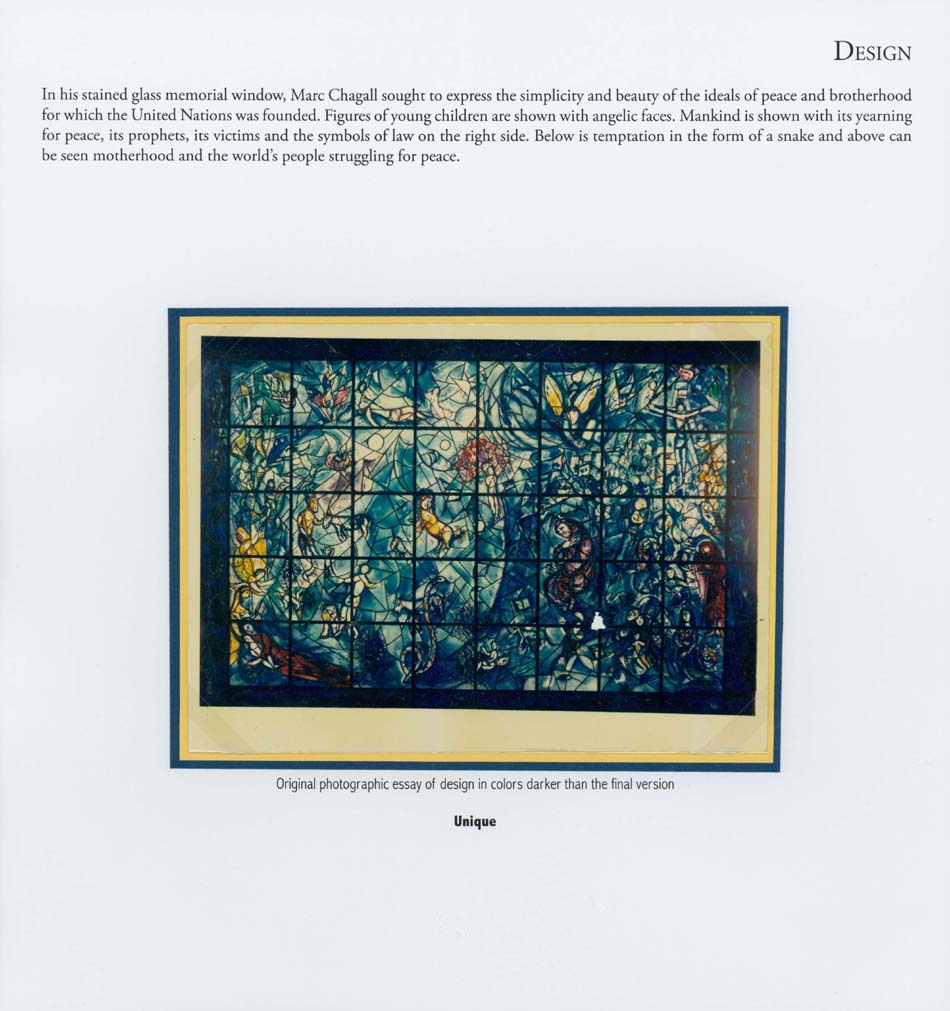 DESIGN
In his stained glass memorial window, Marc Chagall sought to express the simplicity and beauty of the ideals of peace and brotherhood
for which the United Nations was founded. Figures of young children are shown with angelic faces. Mankind is shown with its yearning
for peace, its prophets, its victims and the symbols of law on the right side. Below is temptation in the form of a snake and above can
be seen motherhood and the world's people struggling for peace.
Original photographic essay of design in colors darker than the final version
Unique